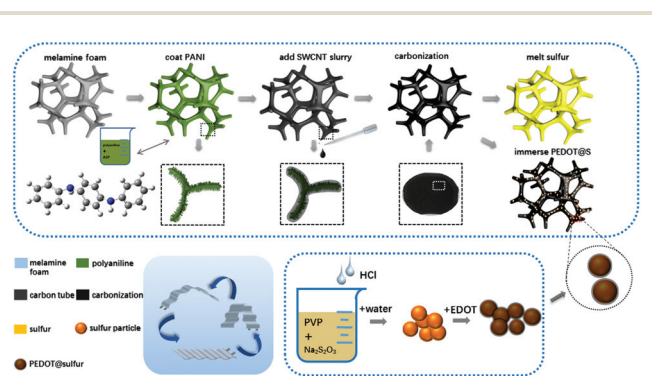 melamine foam
coat PANI
add SWCNT slurry
carbonization
melt sulfur
polyaniline
+
PVP
immerse PEDOT@S
melamine
foam
polyaniline
carbon tube
carbonization
sulfur
sulfur particle
PEDOT@sulfur
HCl
PVP
+
Na₂S₂O₃
+water
+EDOT